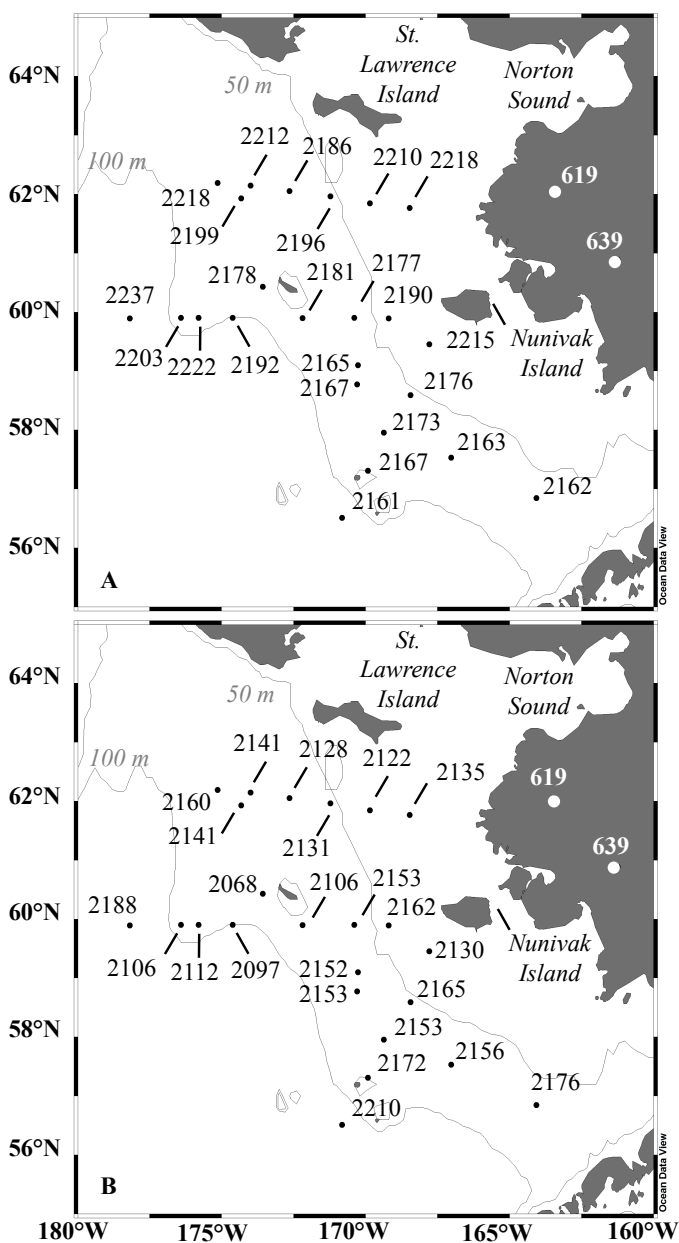 St.
Lawrence
Island
64°N
50 m
Norton
Sound
2212
2186
100 m
2210
2218
62°N
2218
619
2199
2196
639
2178
2181
2177
2237
2190
60°N
2203
2222
2192
2165
2215
Nunivak
Island
2167
2176
58°N
2173
2163
2167
2162
2161
56°N
A
Ocean Data View
St.
Lawrence
Island
64°N
50 m
Norton
Sound
2141
2128
2122
100 m
2135
62°N
2160
619
2141
2131
639
2068
2106
2153
2188
2162
60°N
2106
2112
2097
2130
Nunivak
Island
2152
2153
2165
58°N
2153
2156
2172
2176
2210
56°N
B
Ocean Data View
180°W 175°W 170°W 165°W 160°W